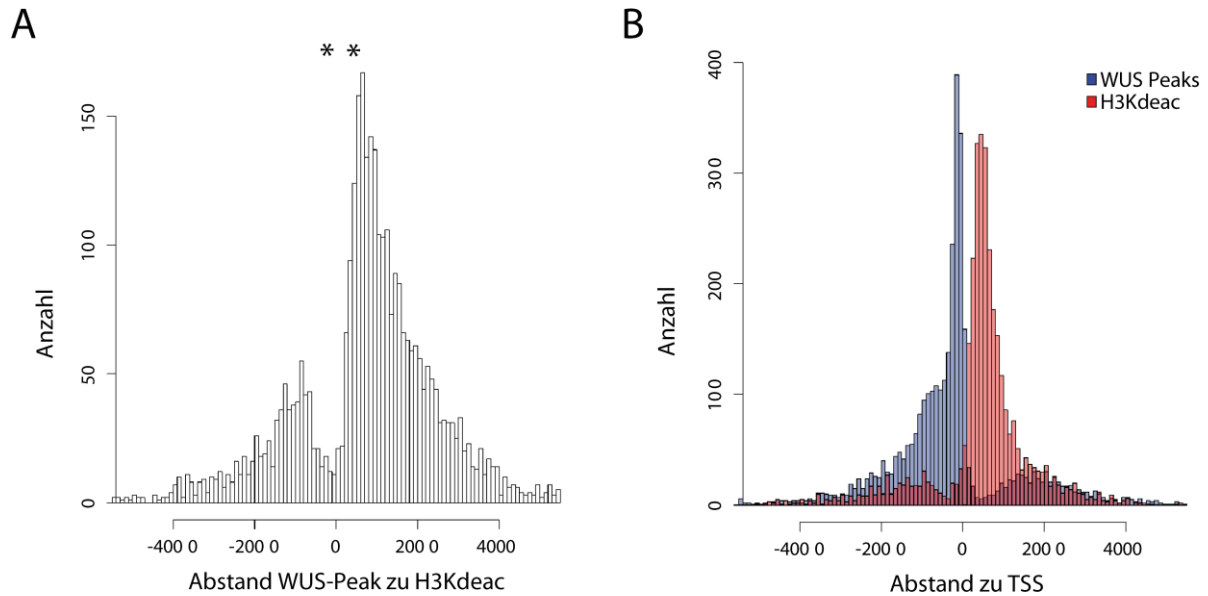 A
* *
150
100
50
0
Anzahl
-400 0 -200 0 0 200 0 4000
Abstand WUS-Peak zu H3Kdeac
B
WUS Peaks
H3Kdeac
400
300
200
100
0
Anzahl
-400 0 -200 0 0 200 0 4000
Abstand zu TSS